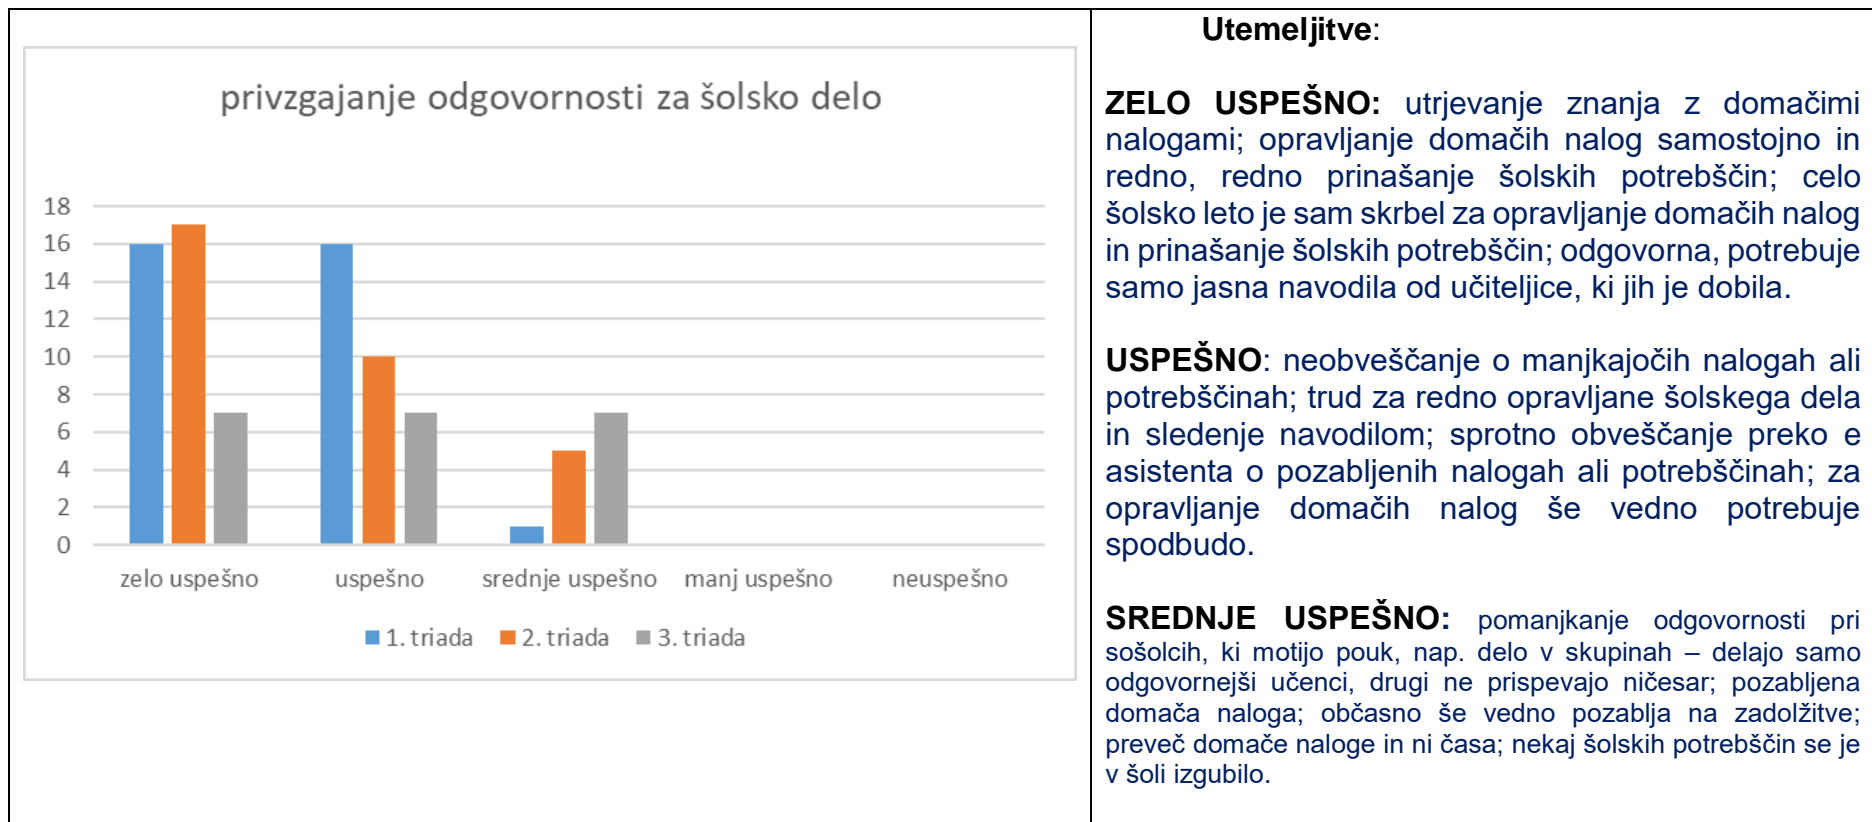 privzgajanje odgovornosti za šolsko delo
18
16
14
12
10
8
6
4
2
0
zelo uspešno uspešno srednje uspešno manj uspešno neuspešno
1. triada 2. triada 3. triada
Utemeljitve:
ZELO USPEŠNO: utrjevanje znanja z domačimi
nalogami; opravljanje domačih nalog samostojno in
redno, redno prinašanje šolskih potrebščin; celo
šolsko leto je sam skrbel za opravljanje domačih nalog
in prinašanje šolskih potrebščin; odgovorna, potrebuje
samo jasna navodila od učiteljice, ki jih je dobila.
USPEŠNO: neobveščanje o manjkajočih nalogah ali
potrebščinah; trud za redno opravljane šolskega dela
in sledenje navodilom; sprotno obveščanje preko e
asistenta o pozabljenih nalogah ali potrebščinah; za
opravljanje domačih nalog še vedno potrebuje
spodbudo.
SREDNJE USPEŠNO: pomanjkanje odgovornosti pri
sošolcih, ki motijo pouk, nap. delo v skupinah – delajo samo
odgovornejši učenci, drugi ne prispevajo ničesar; pozabljena
domača naloga; občasno še vedno pozablja na zadolžitve;
preveč domače naloge in ni časa; nekaj šolskih potrebščin se je
v šoli izgubilo.